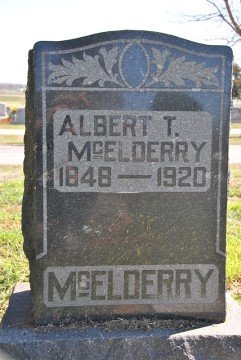 ALBERT T.
McELDERRY
1848 — 1920
McELDERRY